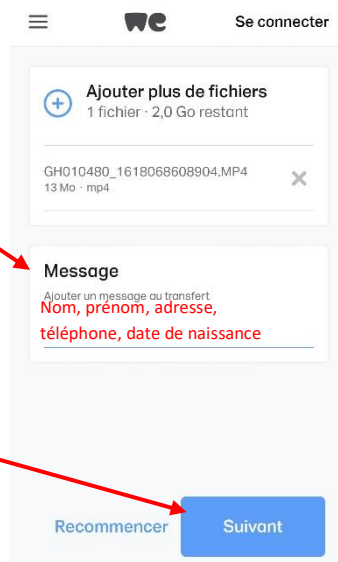 we Se connecter
Ajouter plus de fichiers
1 fichier · 2,0 Go restant
GH010480_1618068608904.MP4
13 Mo · mp4
Message
Ajouter un message au transfert
Nom, prénom, adresse,
téléphone, date de naissance
Recommencer Suivant